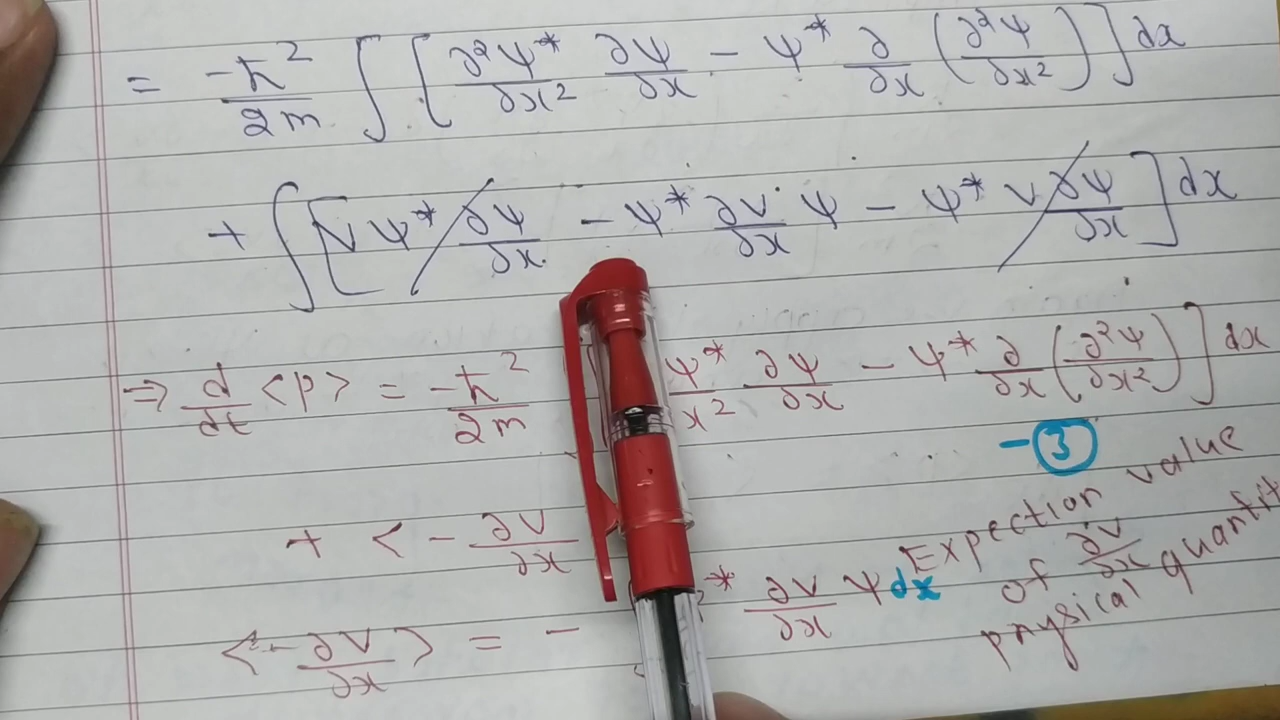 = -ħ²/2m ∫ [ ∂²Ψ*/∂x² ∂Ψ/∂x - Ψ* ∂/∂x (∂²Ψ/∂x²) ] dx
+ ∫ [ VΨ* ∂Ψ/∂x - Ψ* ∂V/∂x Ψ - Ψ* V ∂Ψ/∂x ] dx
⇒ d/dt <p> = -ħ²/2m Ψ*/x² ∂Ψ/∂x - Ψ* ∂/∂x (∂²Ψ/∂x²) ] dx
- ③
+ < - ∂V/∂x
<- ∂V/∂x> = - * ∂V/∂x Ψ dx
Expection value
of ∂V/∂x
physical quantit